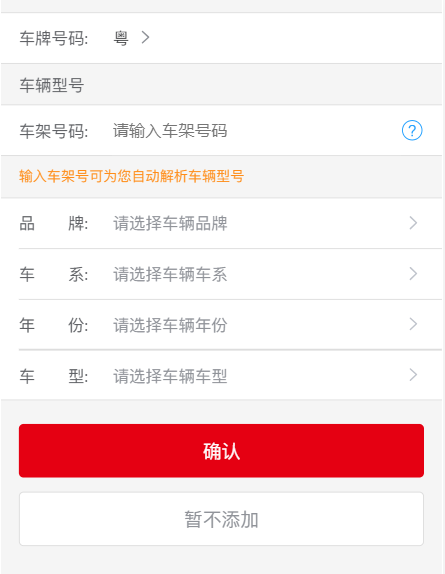 车牌号码: 粤
车辆型号
车架号码: 请输入车架号码 ?
输入车架号可为您自动解析车辆型号
品 牌: 请选择车辆品牌
车 系: 请选择车辆车系
年 份: 请选择车辆年份
车 型: 请选择车辆车型
确认
暂不添加